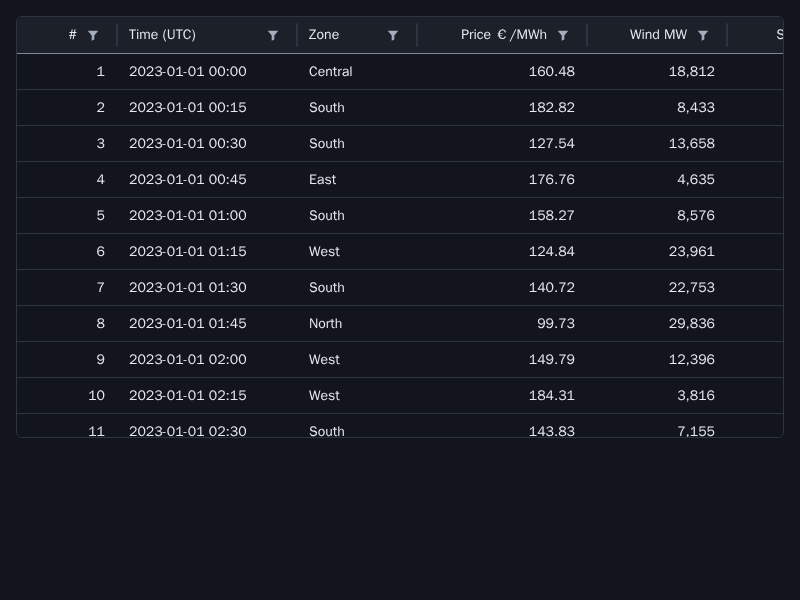 # Time (UTC) Zone Price €/MWh Wind MW S
1 2023-01-01 00:00 Central 160.48 18,812
2 2023-01-01 00:15 South 182.82 8,433
3 2023-01-01 00:30 South 127.54 13,658
4 2023-01-01 00:45 East 176.76 4,635
5 2023-01-01 01:00 South 158.27 8,576
6 2023-01-01 01:15 West 124.84 23,961
7 2023-01-01 01:30 South 140.72 22,753
8 2023-01-01 01:45 North 99.73 29,836
9 2023-01-01 02:00 West 149.79 12,396
10 2023-01-01 02:15 West 184.31 3,816
11 2023-01-01 02:30 South 143.83 7,155